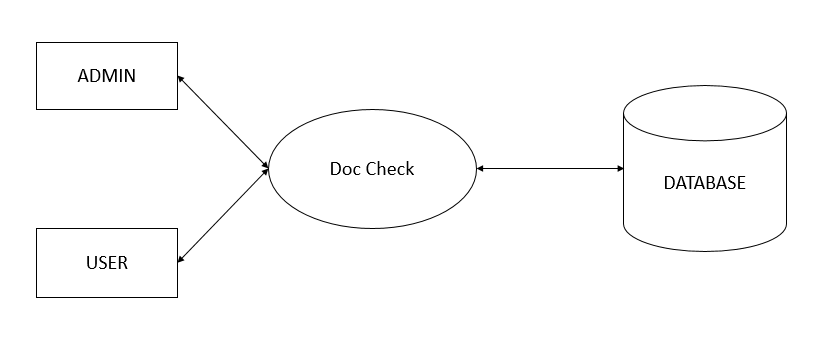 ADMIN
Doc Check
DATABASE
USER